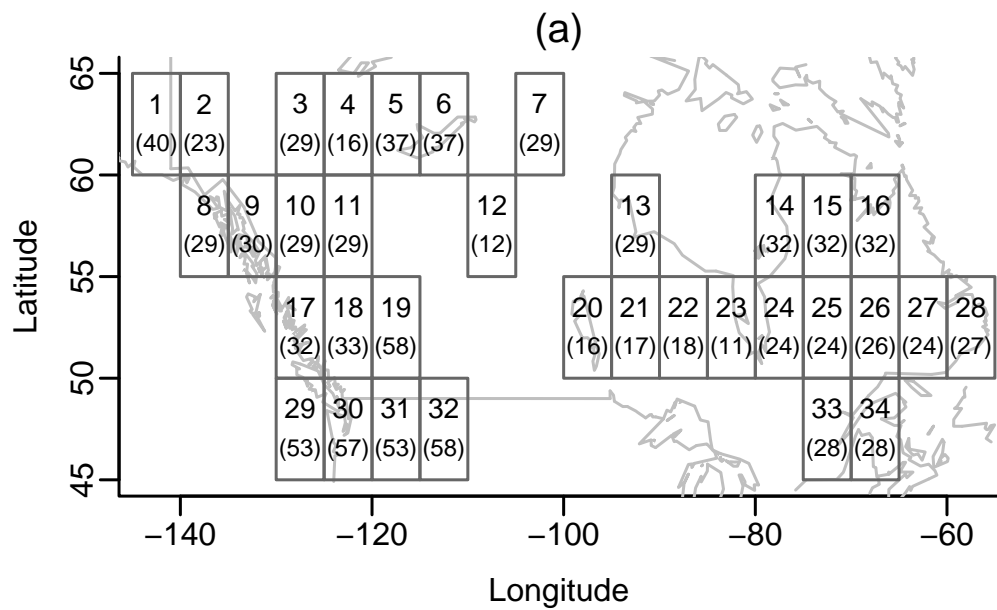 (a)
65
1 2 3 4 5 6 7
(40) (23) (29) (16) (37) (37) (29)
60
8 9 10 11 12 13 14 15 16
(29) (30) (29) (29) (12) (29) (32) (32) (32)
55
17 18 19 20 21 22 23 24 25 26 27 28
(32) (33) (58) (16) (17) (18) (11) (24) (24) (26) (24) (27)
50
29 30 31 32 33 34
(53) (57) (53) (58) (28) (28)
45
Latitude
−140 −120 −100 −80 −60
Longitude